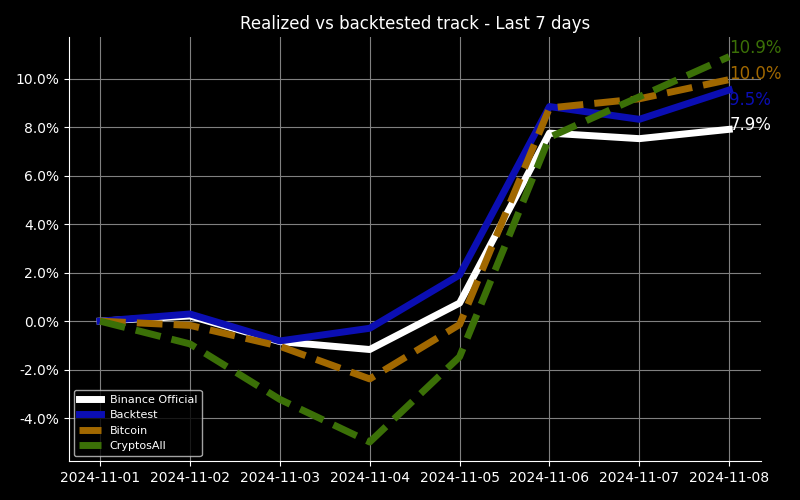 Realized vs backtested track - Last 7 days
10.9%
10.0%
10.0%
9.5%
8.0%
7.9%
6.0%
4.0%
2.0%
0.0%
-2.0%
-4.0%
Binance Official
Backtest
Bitcoin
CryptosAll
2024-11-01 2024-11-02 2024-11-03 2024-11-04 2024-11-05 2024-11-06 2024-11-07 2024-11-08